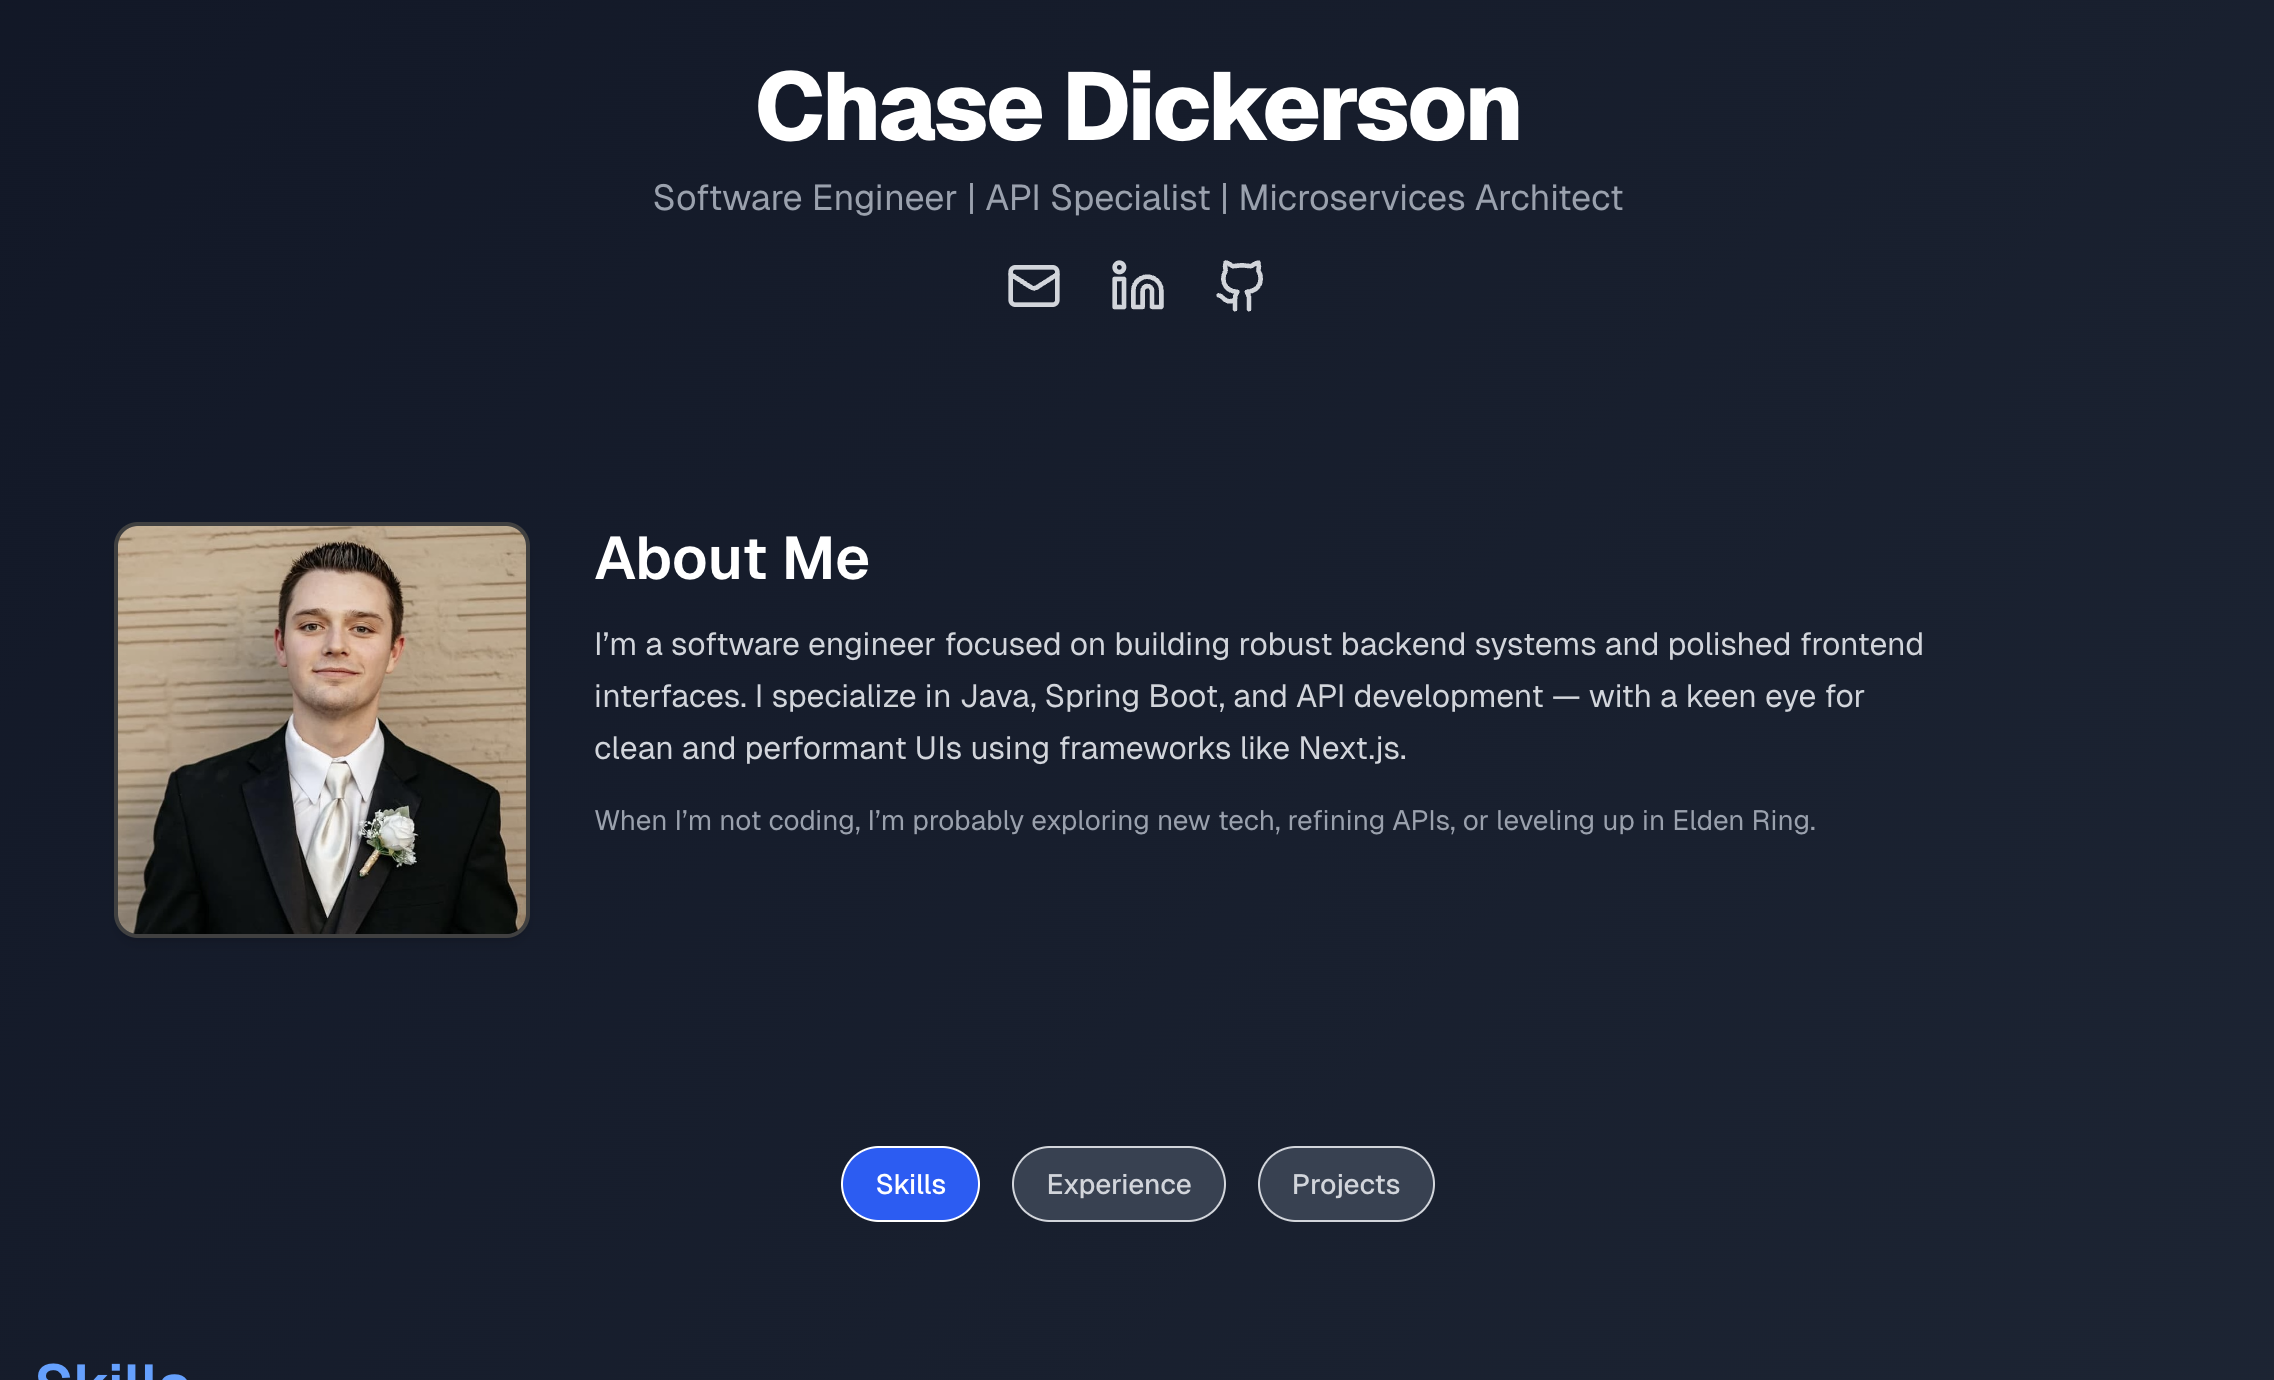 Chase Dickerson
Software Engineer | API Specialist | Microservices Architect
About Me
I’m a software engineer focused on building robust backend systems and polished frontend
interfaces. I specialize in Java, Spring Boot, and API development — with a keen eye for
clean and performant UIs using frameworks like Next.js.
When I’m not coding, I’m probably exploring new tech, refining APIs, or leveling up in Elden Ring.
Skills
Experience
Projects
Skills